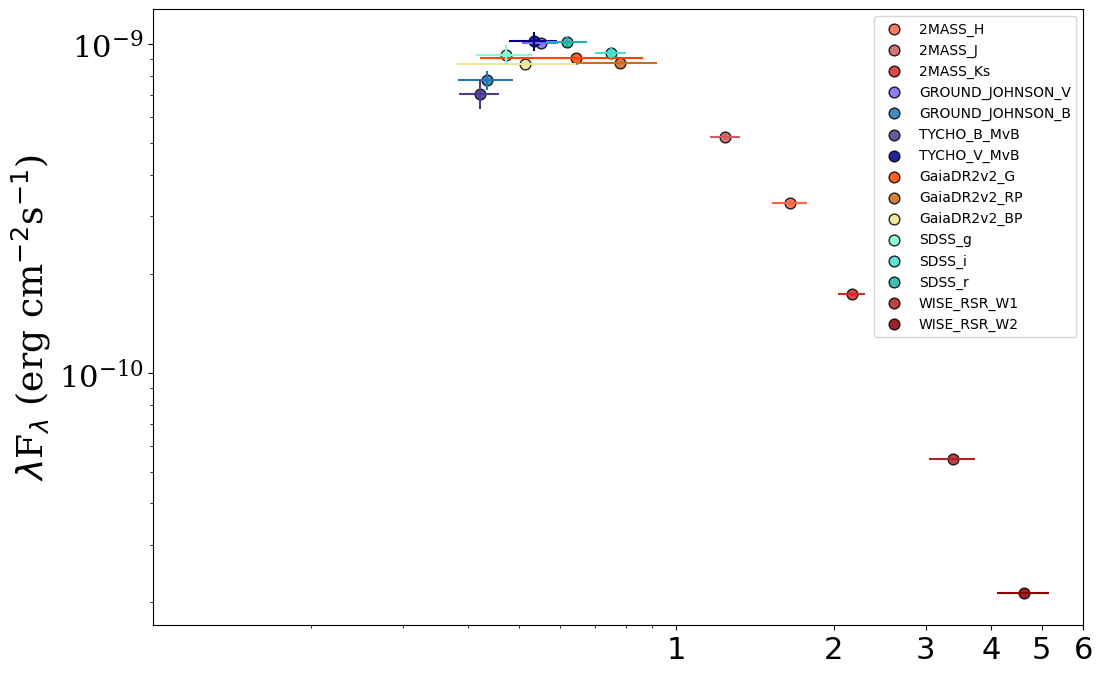 10⁻⁹
10⁻¹⁰
λF_λ (erg cm⁻²s⁻¹)
2MASS_H
2MASS_J
2MASS_Ks
GROUND_JOHNSON_V
GROUND_JOHNSON_B
TYCHO_B_MvB
TYCHO_V_MvB
GaiaDR2v2_G
GaiaDR2v2_RP
GaiaDR2v2_BP
SDSS_g
SDSS_i
SDSS_r
WISE_RSR_W1
WISE_RSR_W2
1 2 3 4 5 6